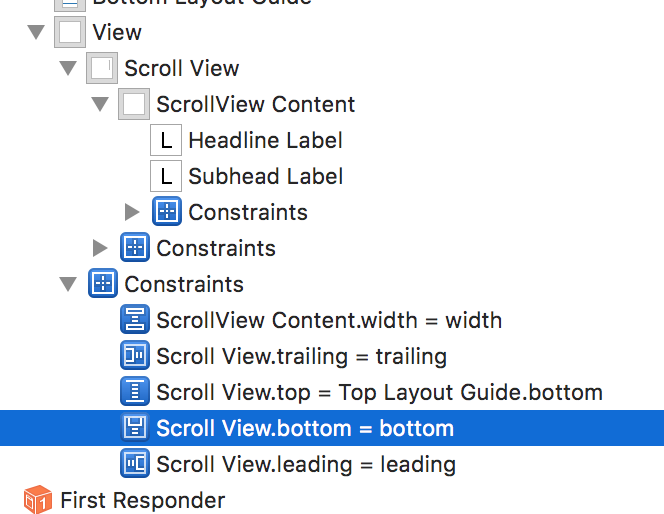 Bottom Layout Guide
View
Scroll View
ScrollView Content
L Headline Label
L Subhead Label
Constraints
Constraints
Constraints
ScrollView Content.width = width
Scroll View.trailing = trailing
Scroll View.top = Top Layout Guide.bottom
Scroll View.bottom = bottom
Scroll View.leading = leading
1 First Responder